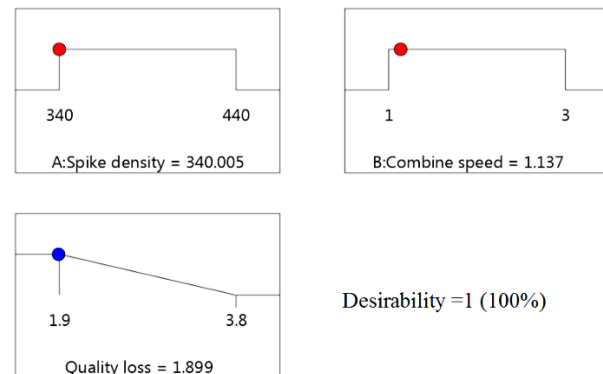 340 440
A:Spike density = 340.005
1 3
B:Combine speed = 1.137
1.9 3.8
Quality loss = 1.899
Desirability =1 (100%)